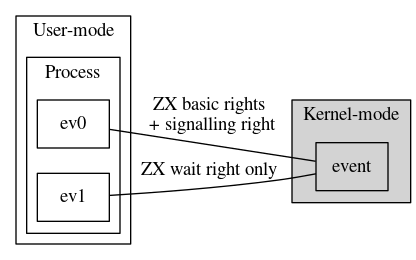 User-mode
Process
ev0
ev1
ZX basic rights
+ signalling right
ZX wait right only
Kernel-mode
event